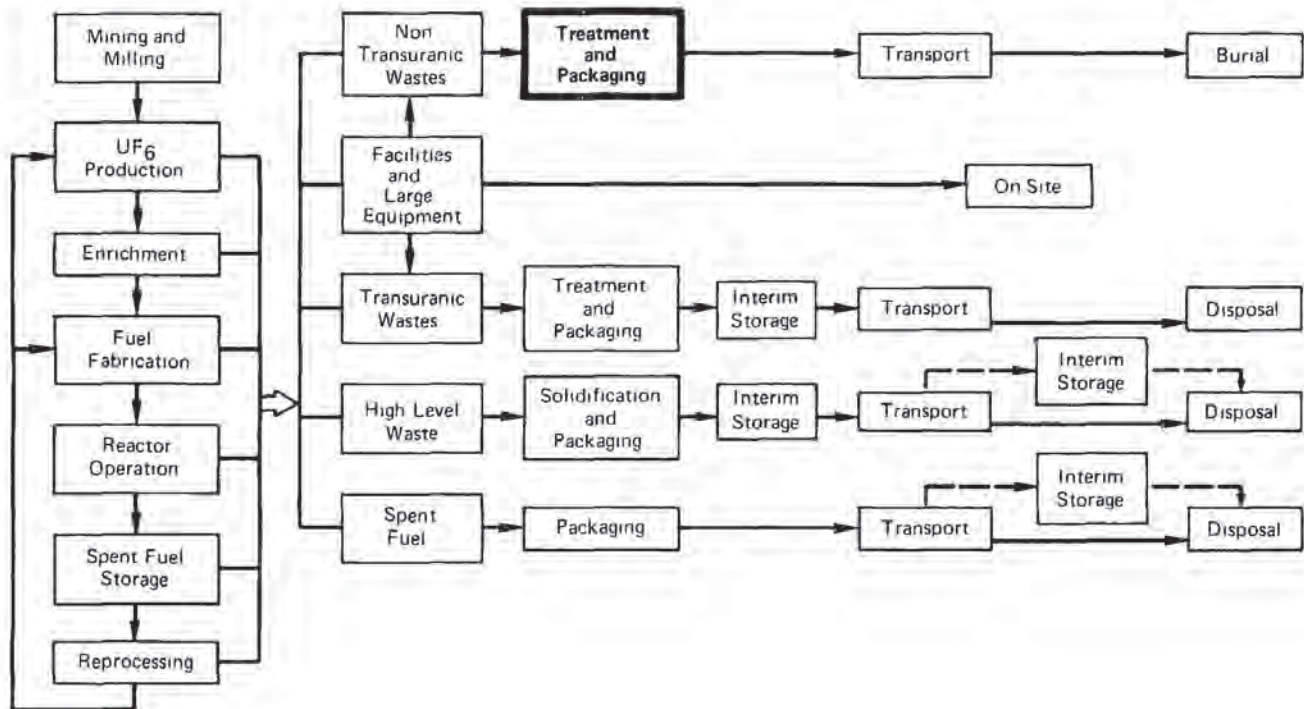 Mining and
Milling
UF6
Production
Enrichment
Fuel
Fabrication
Reactor
Operation
Spent Fuel
Storage
Reprocessing
Non
Transuranic
Wastes
Treatment
and
Packaging
Transport
Burial
Facilities
and
Large
Equipment
On Site
Transuranic
Wastes
Treatment
and
Packaging
Interim
Storage
Transport
Disposal
High Level
Waste
Solidification
and
Packaging
Interim
Storage
Transport
Interim
Storage
Disposal
Spent
Fuel
Packaging
Transport
Interim
Storage
Disposal